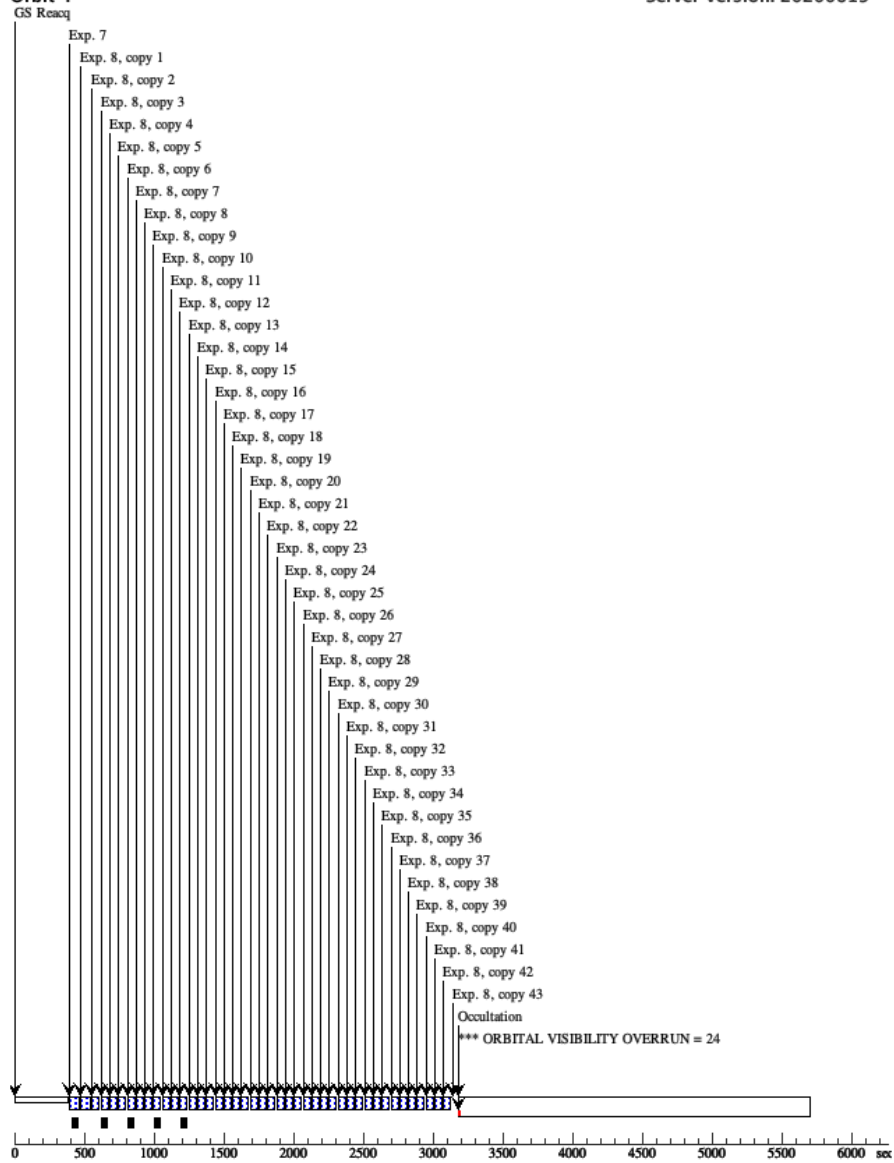 GS Reacq
Exp. 7
Exp. 8, copy 1
Exp. 8, copy 2
Exp. 8, copy 3
Exp. 8, copy 4
Exp. 8, copy 5
Exp. 8, copy 6
Exp. 8, copy 7
Exp. 8, copy 8
Exp. 8, copy 9
Exp. 8, copy 10
Exp. 8, copy 11
Exp. 8, copy 12
Exp. 8, copy 13
Exp. 8, copy 14
Exp. 8, copy 15
Exp. 8, copy 16
Exp. 8, copy 17
Exp. 8, copy 18
Exp. 8, copy 19
Exp. 8, copy 20
Exp. 8, copy 21
Exp. 8, copy 22
Exp. 8, copy 23
Exp. 8, copy 24
Exp. 8, copy 25
Exp. 8, copy 26
Exp. 8, copy 27
Exp. 8, copy 28
Exp. 8, copy 29
Exp. 8, copy 30
Exp. 8, copy 31
Exp. 8, copy 32
Exp. 8, copy 33
Exp. 8, copy 34
Exp. 8, copy 35
Exp. 8, copy 36
Exp. 8, copy 37
Exp. 8, copy 38
Exp. 8, copy 39
Exp. 8, copy 40
Exp. 8, copy 41
Exp. 8, copy 42
Exp. 8, copy 43
Occultation
*** ORBITAL VISIBILITY OVERRUN = 24
0 500 1000 1500 2000 2500 3000 3500 4000 4500 5000 5500 6000 sec